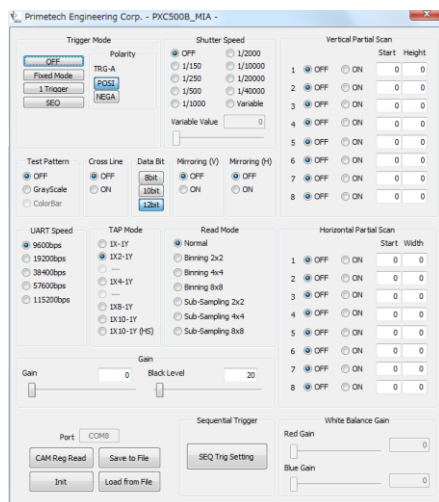 Primetech Engineering Corp. - PXC500B_MIA -
Trigger Mode
OFF
Fixed Mode
1 Trigger
SEQ
Polarity
TRG-A
POSI
NEGA
Shutter Speed
OFF 1/2000
1/150 1/10000
1/250 1/20000
1/500 1/40000
1/1000 Variable
Variable Value 0
Vertical Partial Scan
Start Height
1 OFF ON 0 0
2 OFF ON 0 0
3 OFF ON 0 0
4 OFF ON 0 0
5 OFF ON 0 0
6 OFF ON 0 0
7 OFF ON 0 0
8 OFF ON 0 0
Test Pattern
OFF
GrayScale
ColorBar
Cross Line
OFF
ON
Data Bit
8bit
10bit
12bit
Mirroring (V)
OFF
ON
Mirroring (H)
OFF
ON
UART Speed
9600bps
19200bps
38400bps
57600bps
115200bps
TAP Mode
1X-1Y
1X2-1Y
---
1X4-1Y
---
1X8-1Y
1X10-1Y
1X10-1Y (HS)
Read Mode
Normal
Binning 2x2
Binning 4x4
Binning 8x8
Sub-Sampling 2x2
Sub-Sampling 4x4
Sub-Sampling 8x8
Horizontal Partial Scan
Start Width
1 OFF ON 0 0
2 OFF ON 0 0
3 OFF ON 0 0
4 OFF ON 0 0
5 OFF ON 0 0
6 OFF ON 0 0
7 OFF ON 0 0
8 OFF ON 0 0
Gain
Gain 0 Black Level 20
Port COM8
CAM Reg Read Save to File
Init Load from File
Sequential Trigger
SEQ Trig Setting
White Balance Gain
Red Gain
0
Blue Gain
0